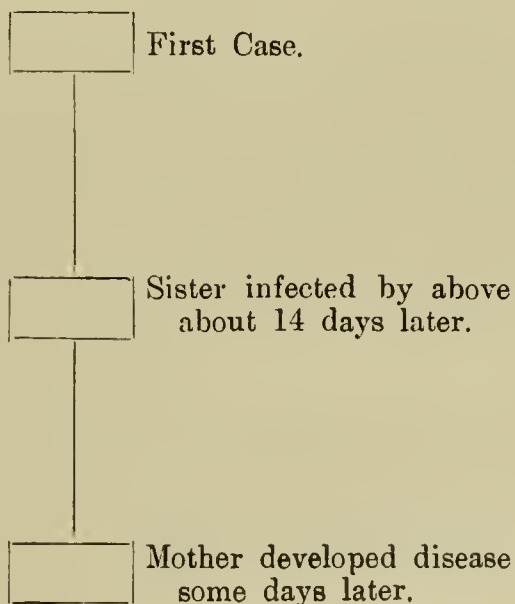 First Case.
Sister infected by above
about 14 days later.
Mother developed disease
some days later.